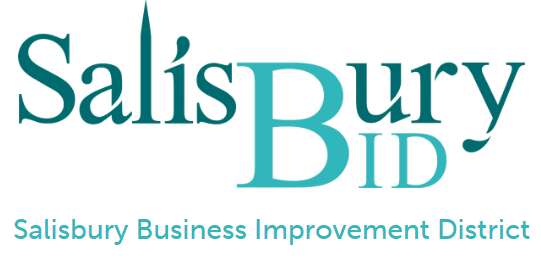 SalisBury
BID
Salisbury Business Improvement District